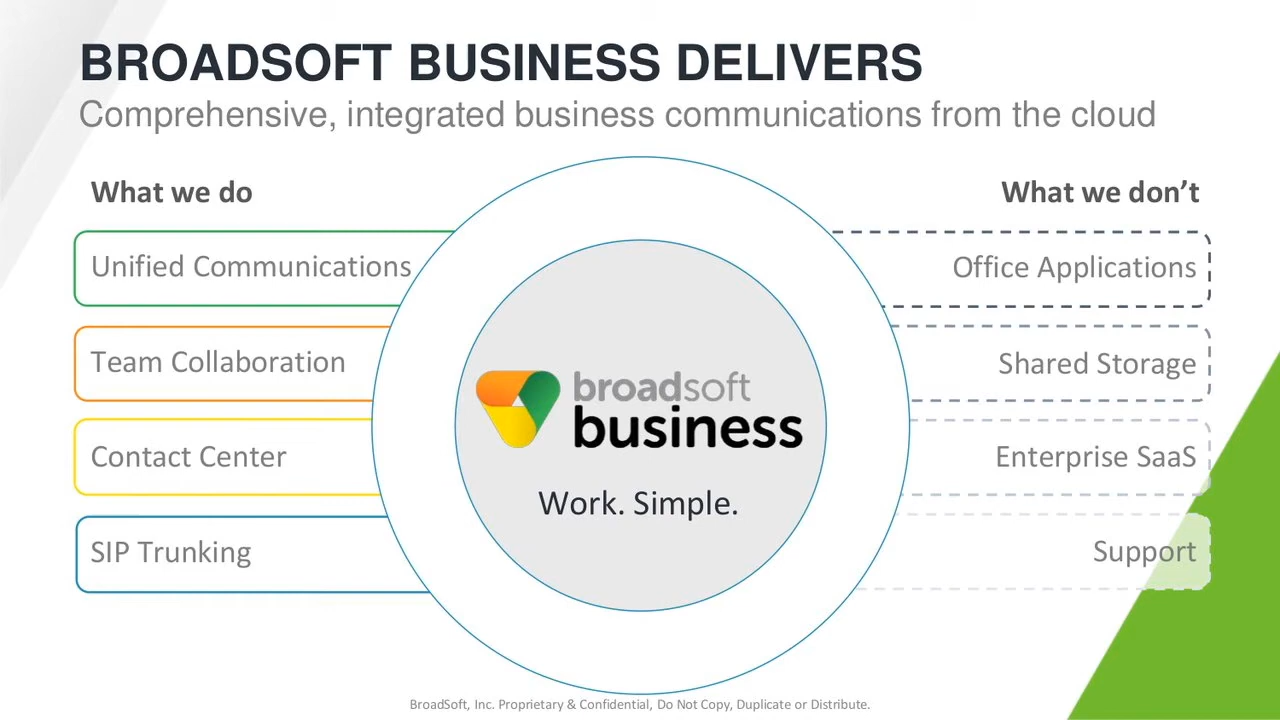 BROADSOFT BUSINESS DELIVERS
Comprehensive, integrated business communications from the cloud
What we do
Unified Communications
Team Collaboration
Contact Center
SIP Trunking
broadsoft
business
Work. Simple.
What we don’t
Office Applications
Shared Storage
Enterprise SaaS
Support
BroadSoft, Inc. Proprietary & Confidential, Do Not Copy, Duplicate or Distribute.